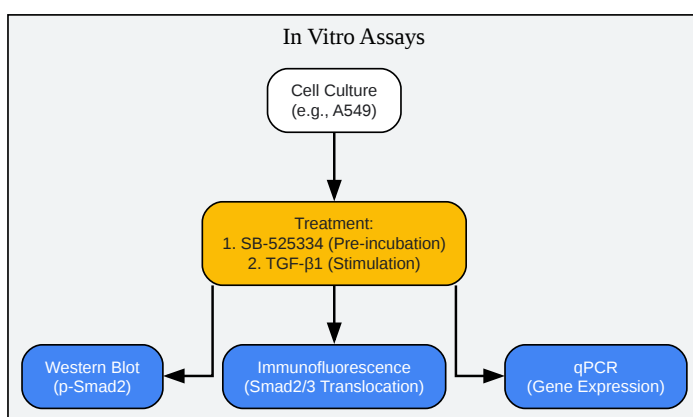 In Vitro Assays
Cell Culture
(e.g., A549)
Treatment:
1. SB-525334 (Pre-incubation)
2. TGF-β1 (Stimulation)
Western Blot
(p-Smad2)
Immunofluorescence
(Smad2/3 Translocation)
qPCR
(Gene Expression)